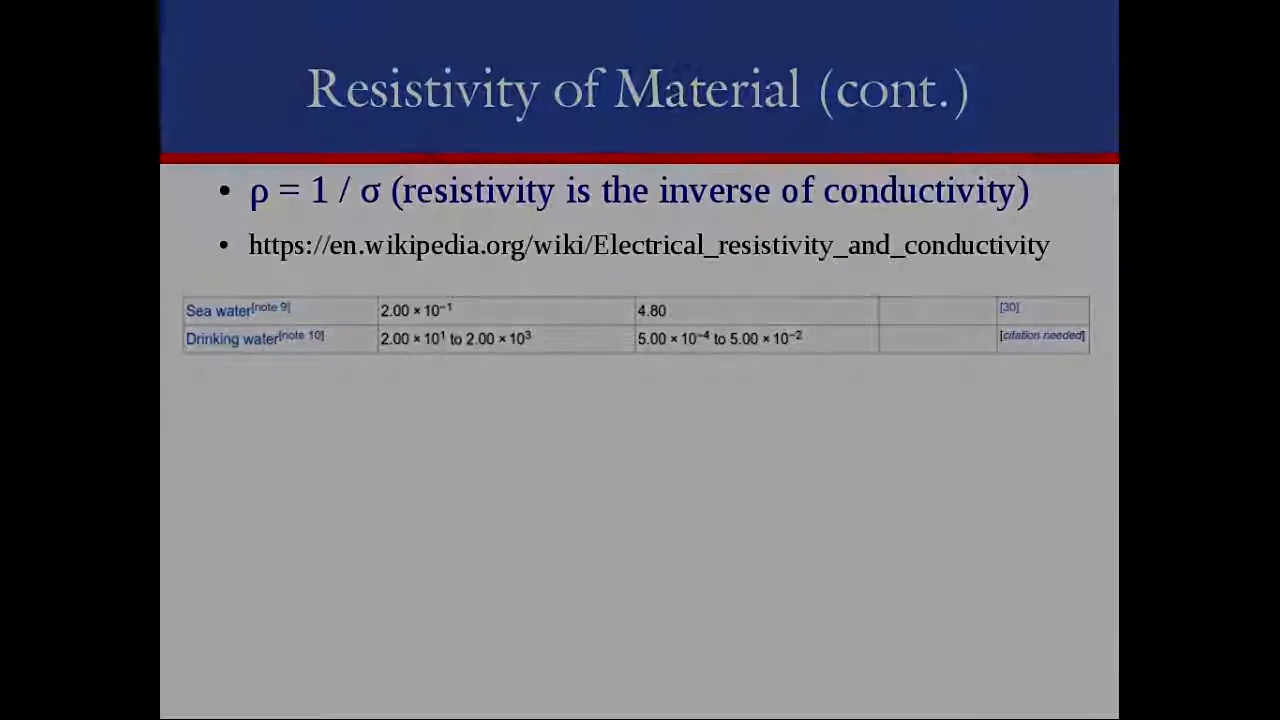 Resistivity of Material (cont.)
• ρ = 1 / σ (resistivity is the inverse of conductivity)
• https://en.wikipedia.org/wiki/Electrical_resistivity_and_conductivity
Sea water[note 9] 2.00 × 10⁻¹ 4.80 [30]
Drinking water[note 10] 2.00 × 10¹ to 2.00 × 10³ 5.00 × 10⁻⁴ to 5.00 × 10⁻² [citation needed]